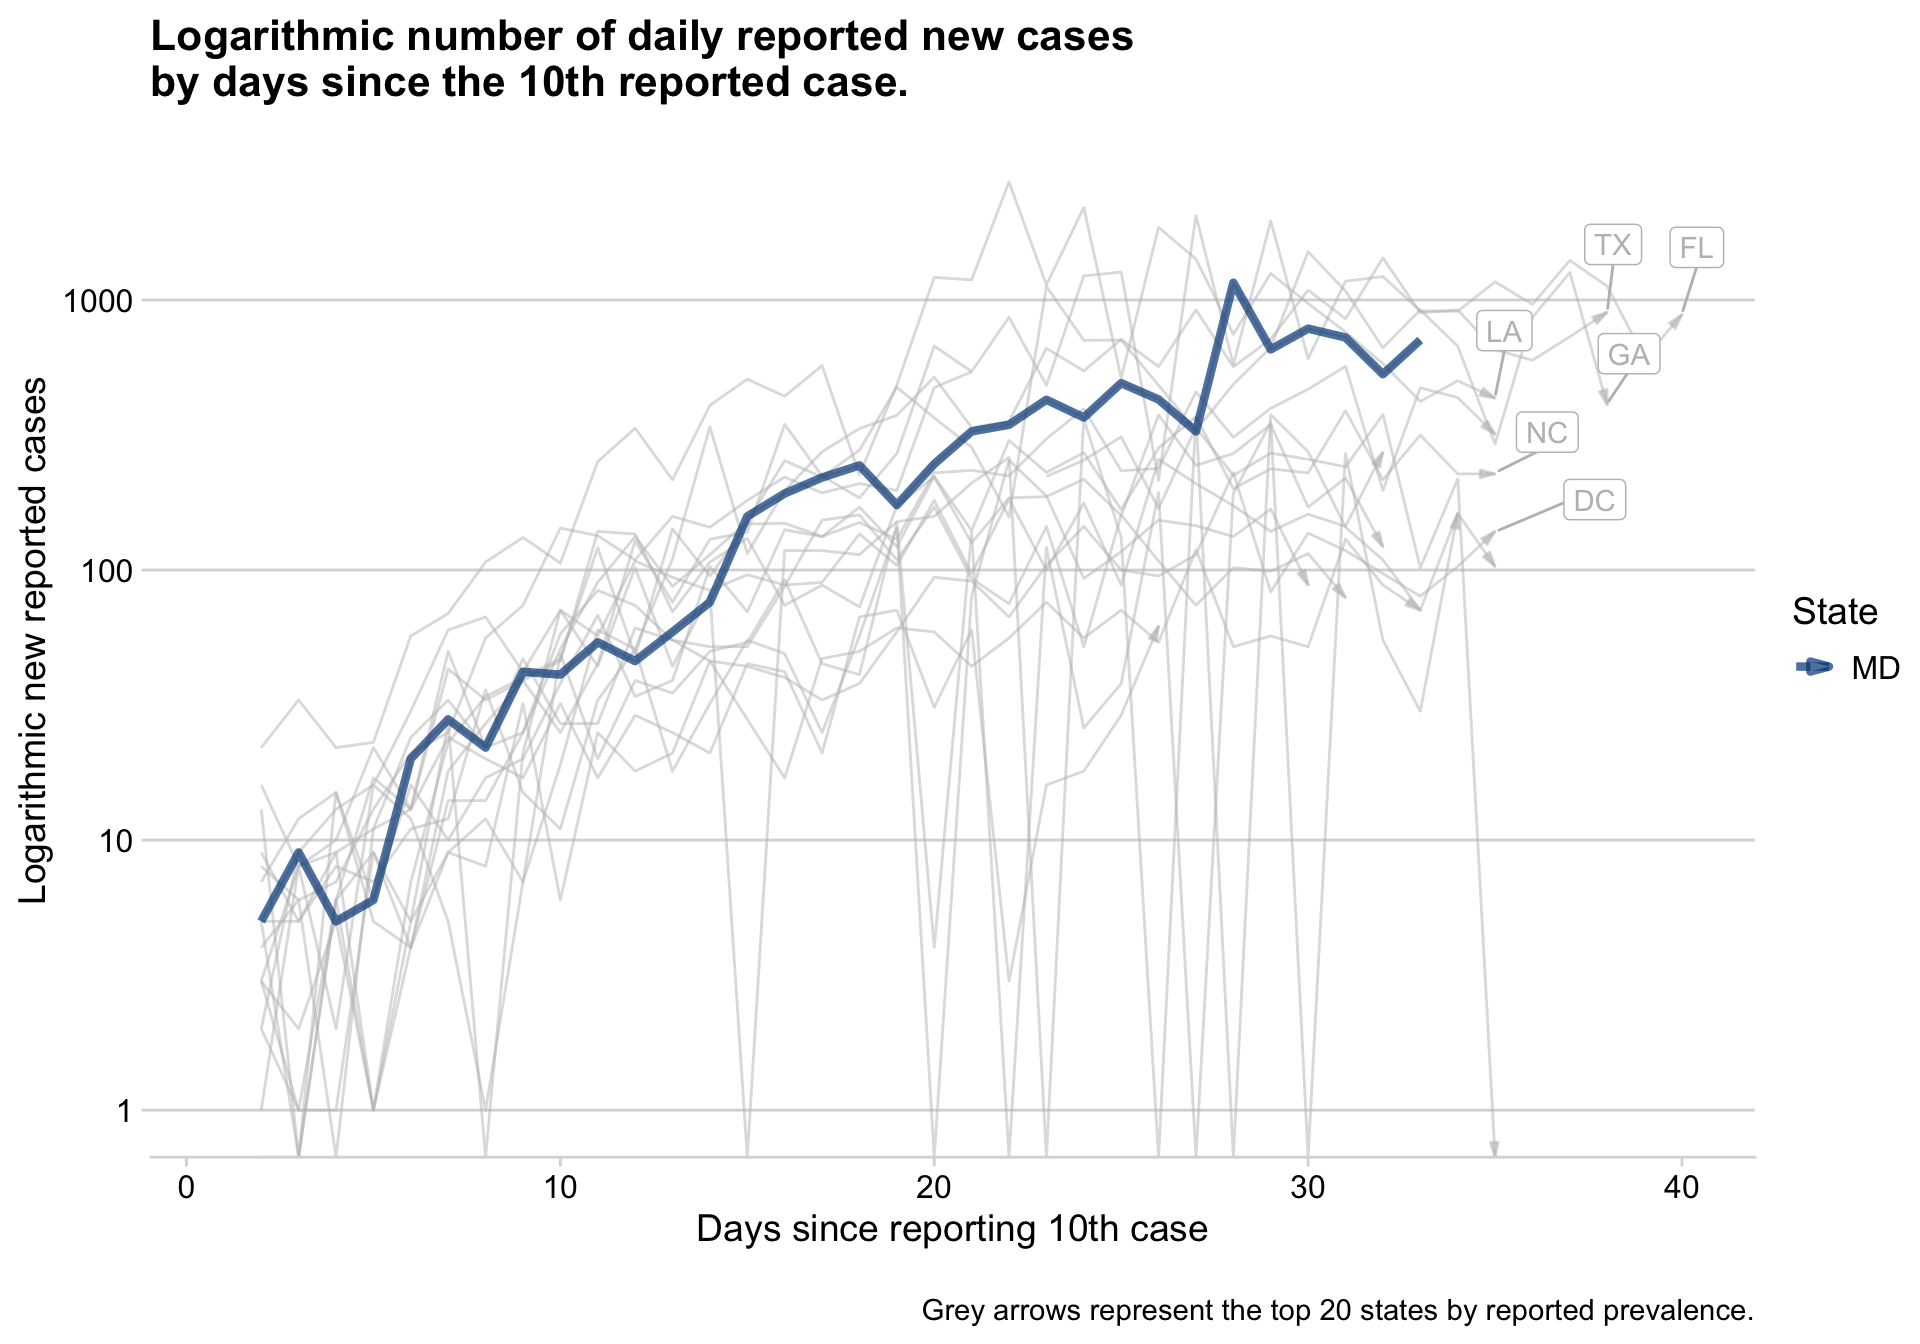 Logarithmic number of daily reported new cases
by days since the 10th reported case.
Logarithmic new reported cases
1000
100
10
1
TX
FL
LA
GA
NC
DC
State
MD
0
10
20
30
40
Days since reporting 10th case
Grey arrows represent the top 20 states by reported prevalence.